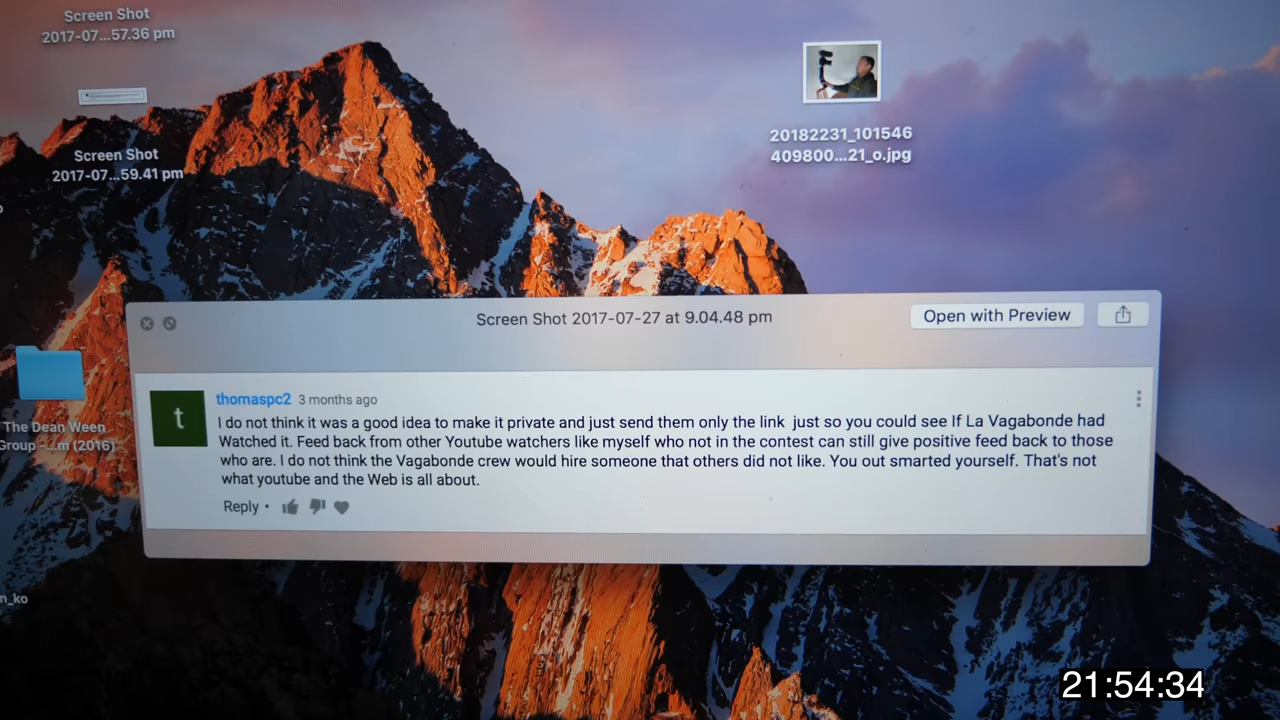 Screen Shot
2017-07...57.36 pm
Screen Shot
2017-07...59.41 pm
20182231_101546
409800...21_o.jpg
Screen Shot 2017-07-27 at 9.04.48 pm
Open with Preview
t
thomaspc2 3 months ago
I do not think it was a good idea to make it private and just send them only the link just so you could see If La Vagabonde had
Watched it. Feed back from other Youtube watchers like myself who not in the contest can still give positive feed back to those
who are. I do not think the Vagabonde crew would hire someone that others did not like. You out smarted yourself. That's not
what youtube and the Web is all about.
Reply •
The Dean Ween
Group -...m (2016)
n_ko
21:54:34